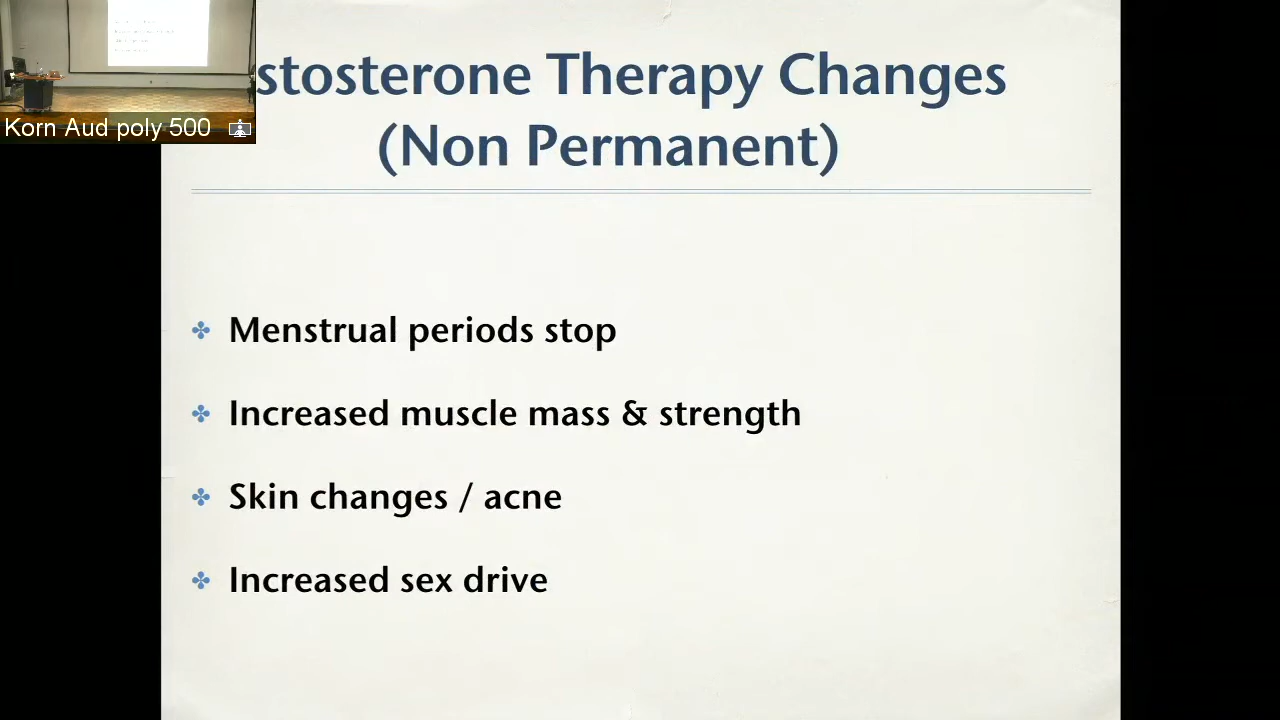 Korn Aud poly 500
stosterone Therapy Changes
(Non Permanent)
Menstrual periods stop
Increased muscle mass & strength
Skin changes / acne
Increased sex drive